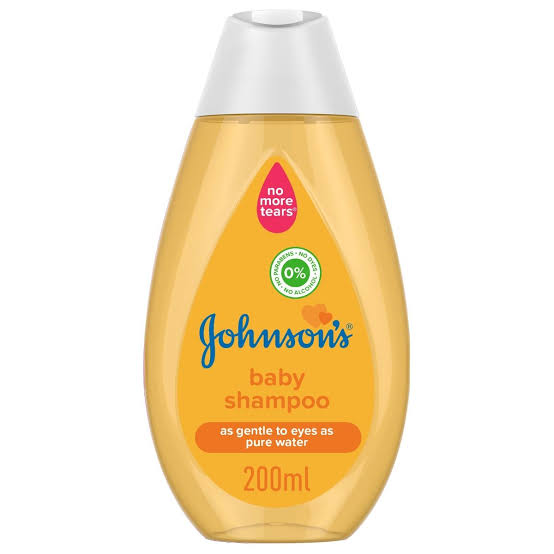 no
more
tears®
NO PARABENS • NO DYES • NO ALCOHOL •
0%
Johnson's®
baby
shampoo
as gentle to eyes as
pure water
200ml